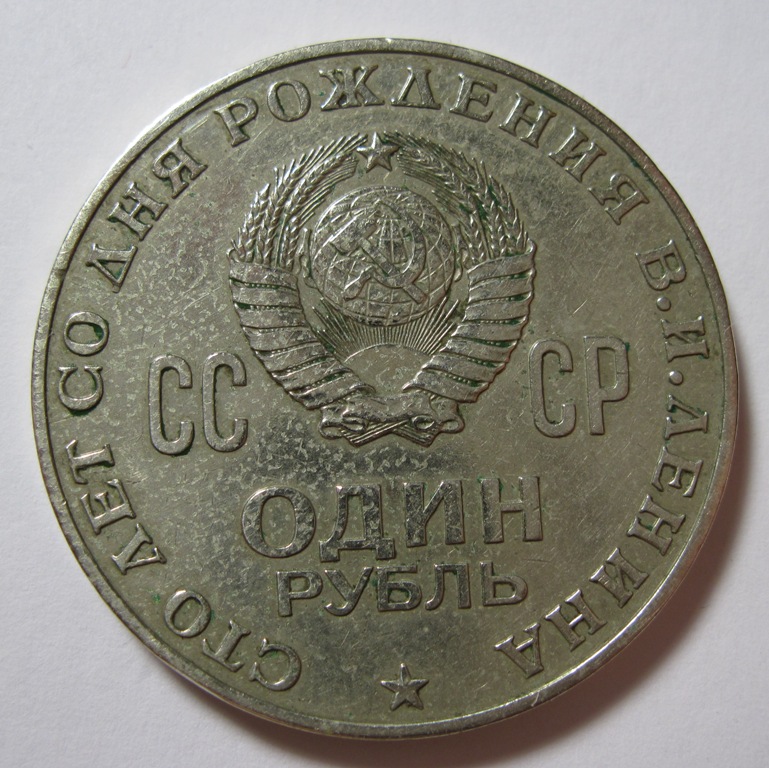 СТО ЛЕТ СО ДНЯ РОЖДЕНИЯ В.И.ЛЕНИНА
СС СР
ОДИН
РУБЛЬ